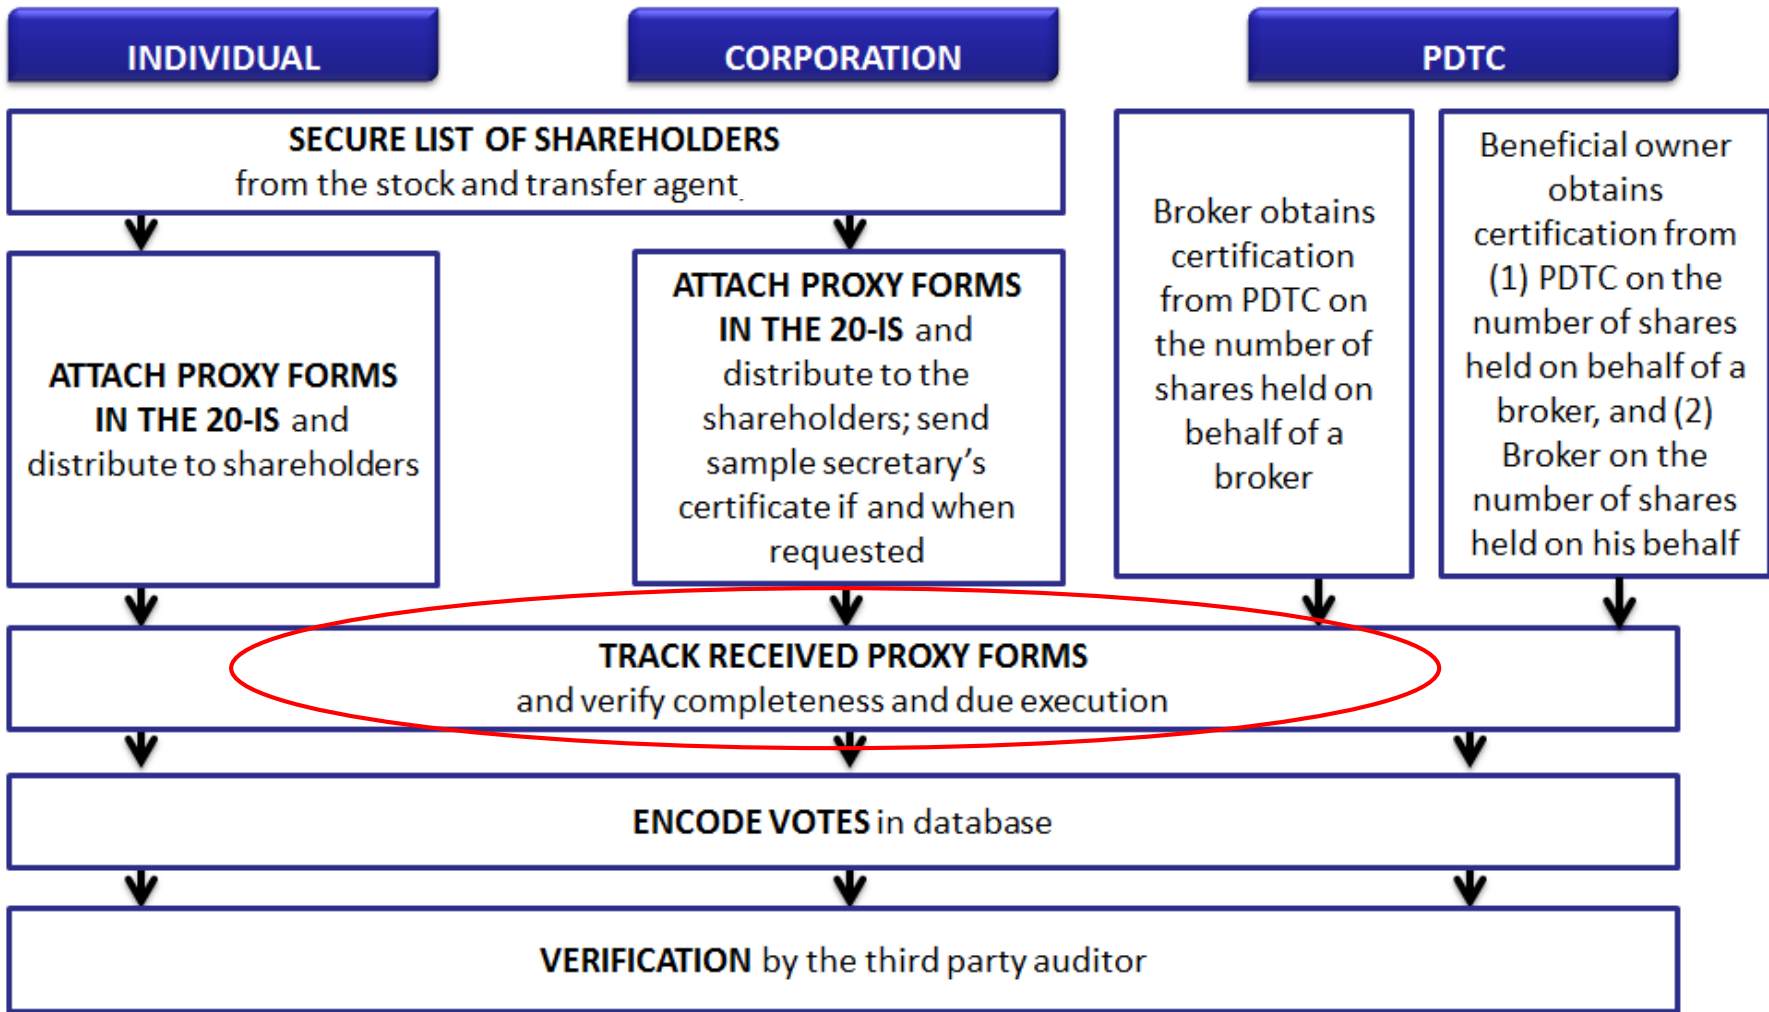 INDIVIDUAL
CORPORATION
PDTC
SECURE LIST OF SHAREHOLDERS
from the stock and transfer agent.
ATTACH PROXY FORMS
IN THE 20-IS and
distribute to shareholders
ATTACH PROXY FORMS
IN THE 20-IS and
distribute to the
shareholders; send
sample secretary’s
certificate if and when
requested
Broker obtains
certification
from PDTC on
the number of
shares held on
behalf of a
broker
Beneficial owner
obtains
certification from
(1) PDTC on the
number of shares
held on behalf of a
broker, and (2)
Broker on the
number of shares
held on his behalf
TRACK RECEIVED PROXY FORMS
and verify completeness and due execution
ENCODE VOTES in database
VERIFICATION by the third party auditor